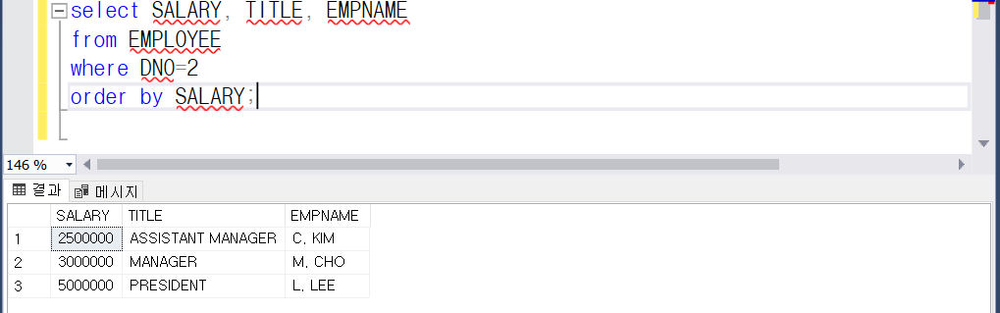 select SALARY, TITLE, EMPNAME
from EMPLOYEE
where DNO=2
order by SALARY;
146 %
결과 메시지
SALARY TITLE EMPNAME
1 2500000 ASSISTANT MANAGER C. KIM
2 3000000 MANAGER M. CHO
3 5000000 PRESIDENT L. LEE